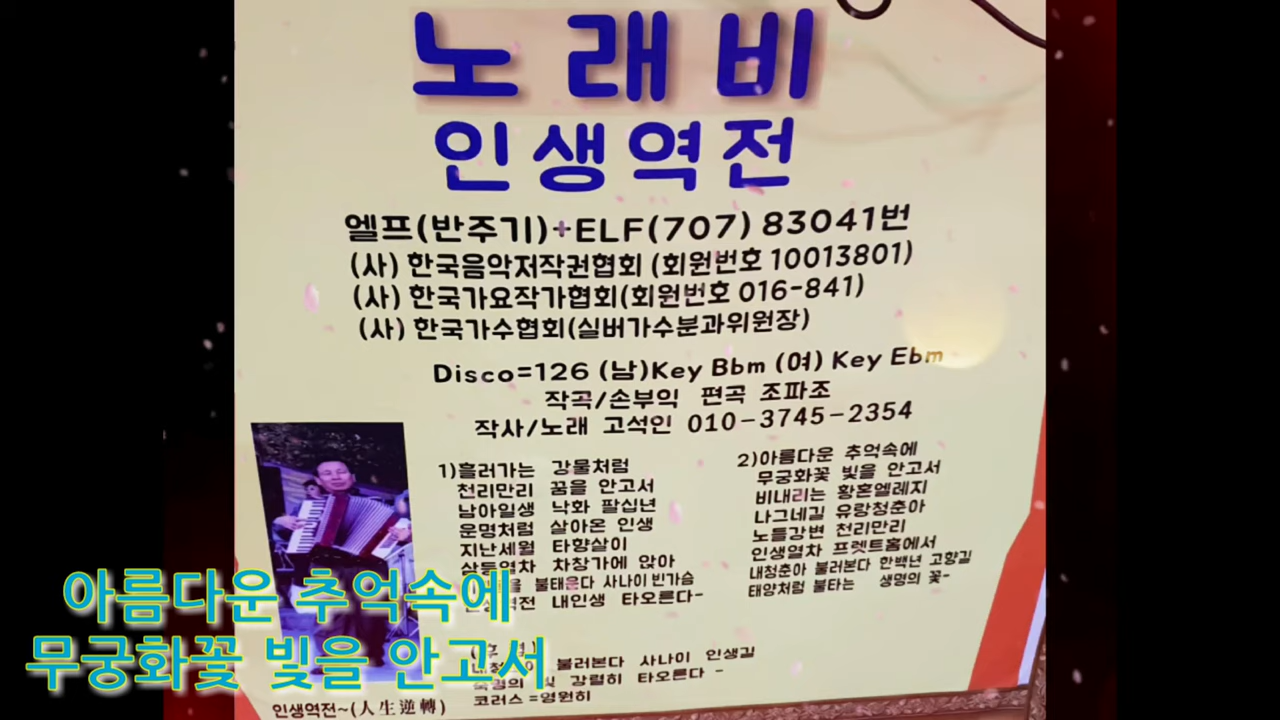 노래비
인생역전
엘프(반주기)+ELF(707) 83041번
(사) 한국음악저작권협회 (회원번호 10013801)
(사) 한국가요작가협회(회원번호 016-841)
(사) 한국가수협회(실버가수분과위원장)
Disco=126 (남)Key Bbm (여) Key Ebm
작곡/손부익 편곡 조파조
작사/노래 고석인 010-3745-2354
1)흘러가는 강물처럼
천리만리 꿈을 안고서
남아일생 낙화 팔십년
운명처럼 살아온 인생
지난세월 타향살이
삼등열차 차창가에 앉아
불태운다 사나이 빈가슴
내인생 타오른다-
2)아름다운 추억속에
무궁화꽃 빛을 안고서
비내리는 황혼엘레지
나그네길 유랑청춘아
노들강변 천리만리
인생열차 프렛트홈에서
내청춘아 불러본다 한백년 고향길
태양처럼 불타는 생명의 꽃-
불러본다 사나이 인생길
강렬히 타오른다 -
코러스=영원히
인생역전~(人生逆轉)
아름다운 추억속에
무궁화꽃 빛을 안고서